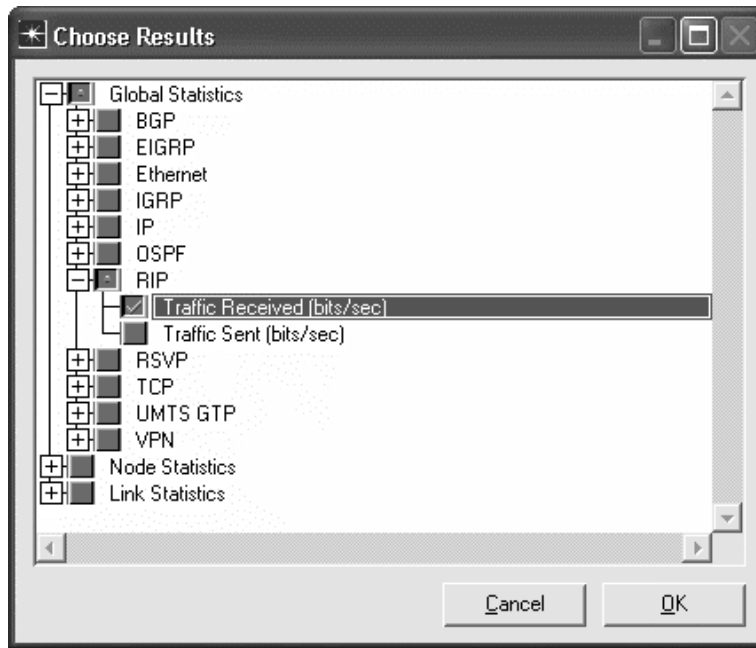 Choose Results
Global Statistics
BGP
EIGRP
Ethernet
IGRP
IP
OSPF
RIP
Traffic Received (bits/sec)
Traffic Sent (bits/sec)
RSVP
TCP
UMTS GTP
VPN
Node Statistics
Link Statistics
Cancel OK